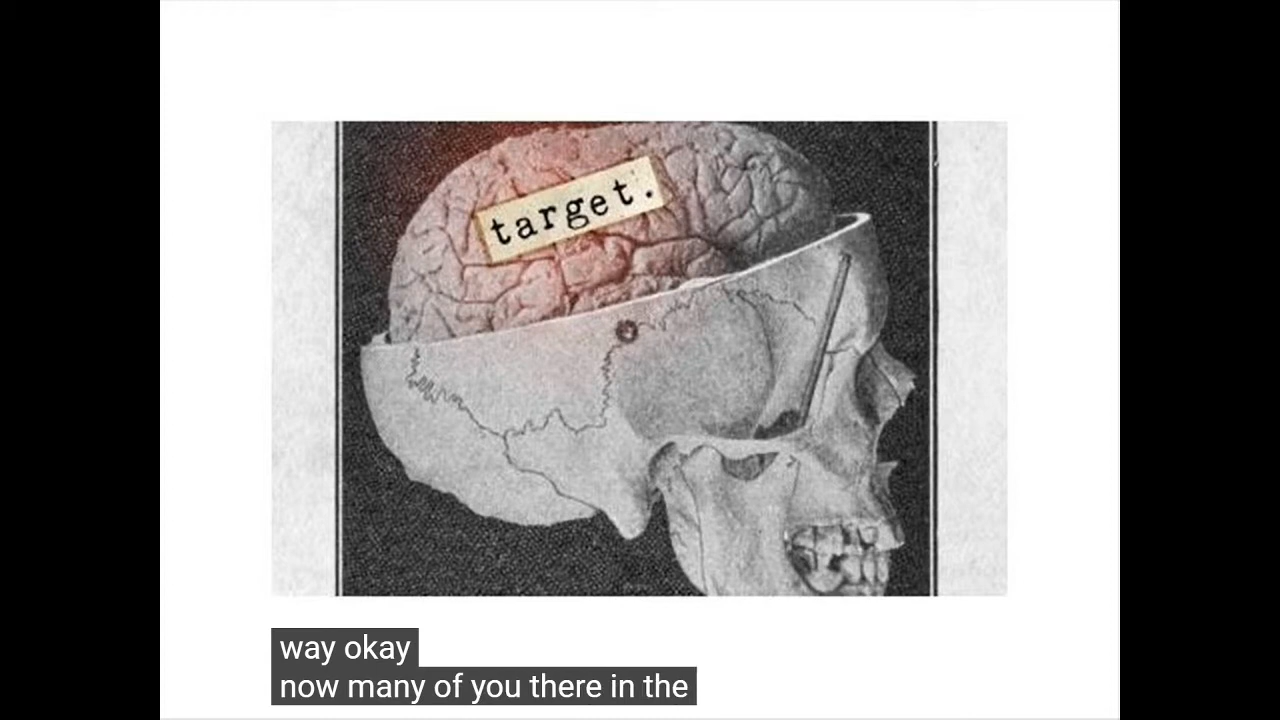 target.
way okay
now many of you there in the